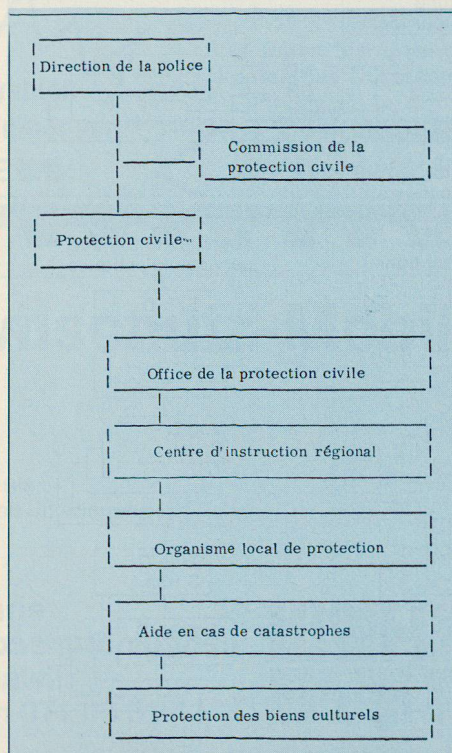 Direction de la police
Commission de la
protection civile
Protection civile
Office de la protection civile
Centre d'instruction régional
Organisme local de protection
Aide en cas de catastrophes
Protection des biens culturels